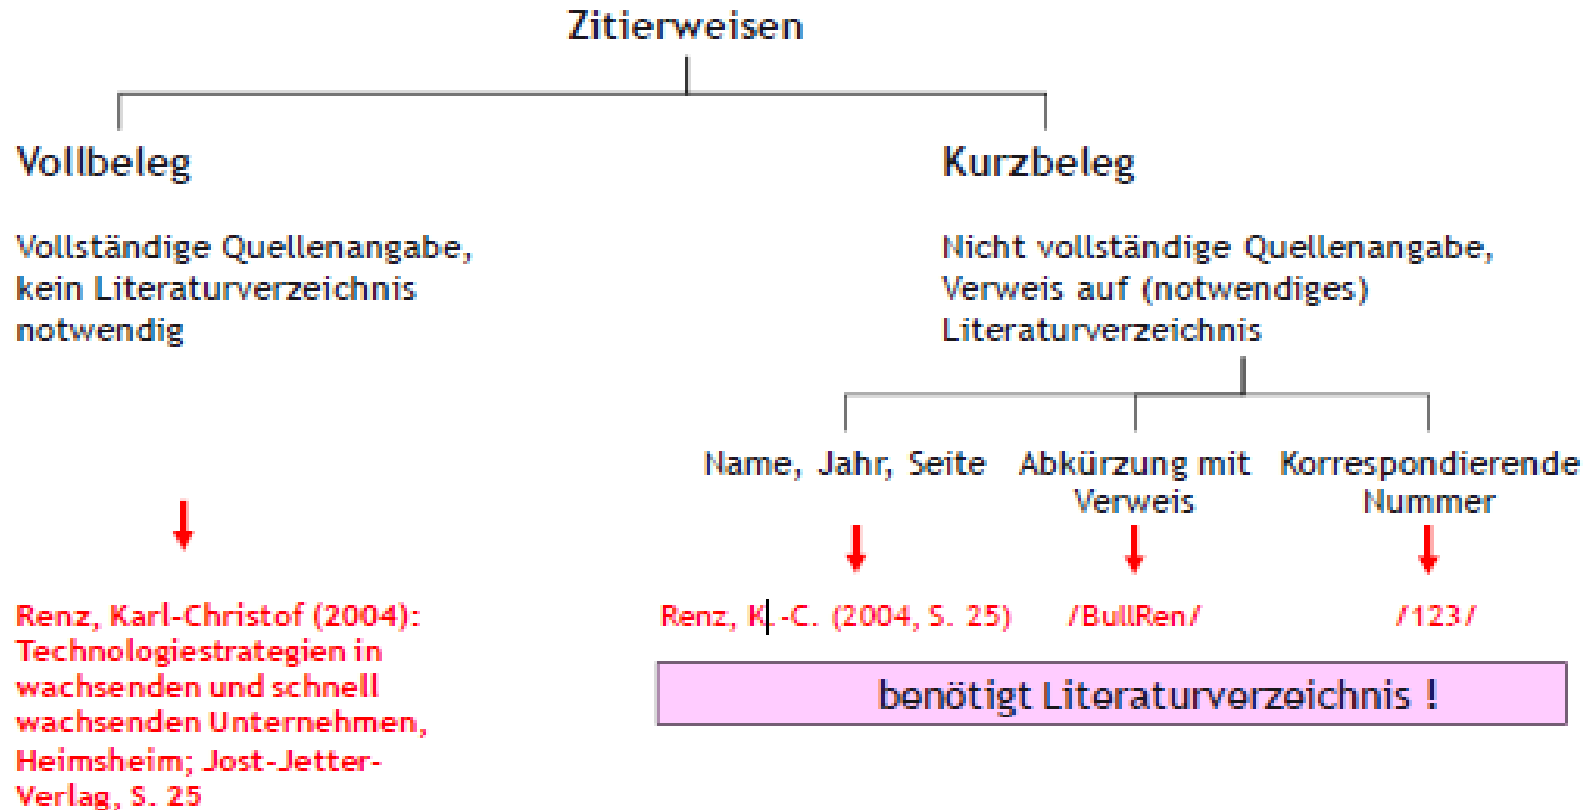 Zitierweisen
Vollbeleg
Vollständige Quellenangabe,
kein Literaturverzeichnis
notwendig
Renz, Karl-Christof (2004):
Technologiestrategien in
wachsenden und schnell
wachsenden Unternehmen,
Heimsheim; Jost-Jetter-
Verlag, S. 25
Kurzbeleg
Nicht vollständige Quellenangabe,
Verweis auf (notwendiges)
Literaturverzeichnis
Name, Jahr, Seite
Renz, K.-C. (2004, S. 25)
Abkürzung mit
Verweis
/BullRen/
Korrespondierende
Nummer
/123/
benötigt Literaturverzeichnis !